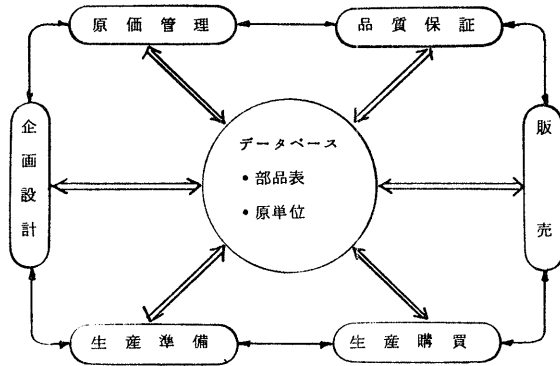 原価管理
品質保証
企画設計
データベース
• 部品表
• 原単位
販売
生産準備
生産購買